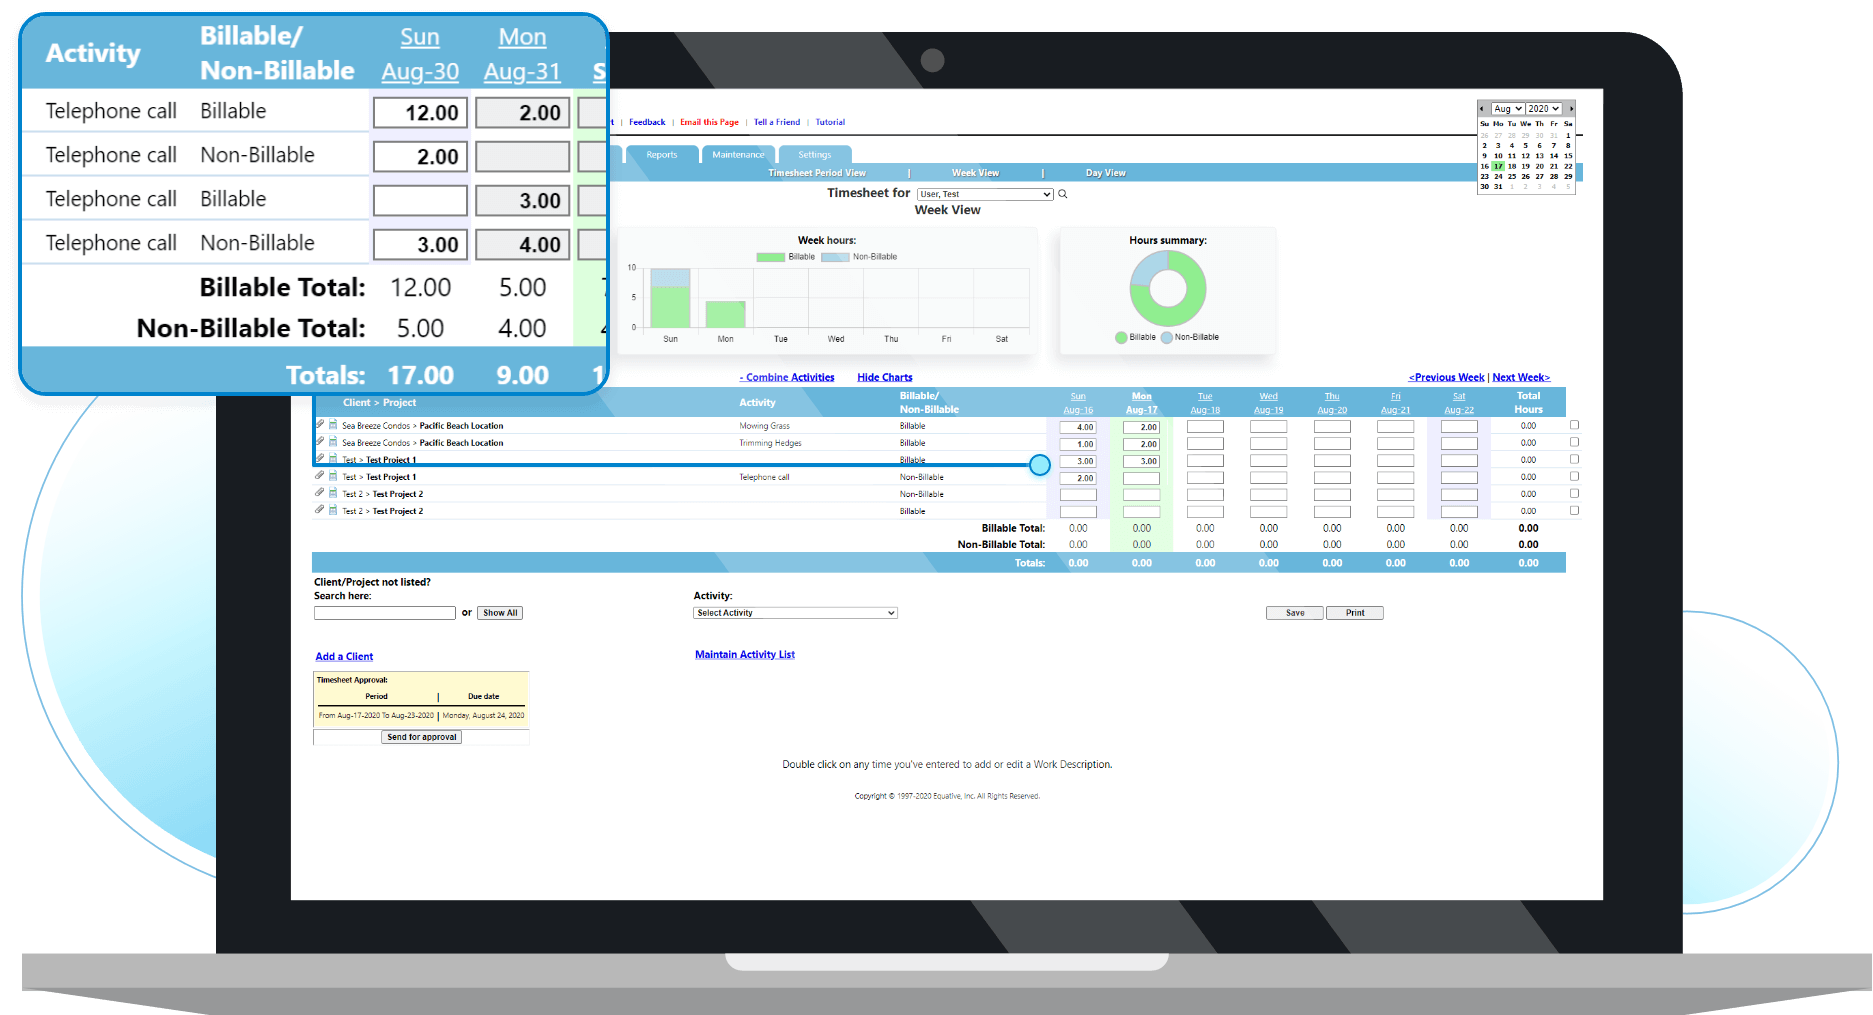 Activity Billable/ Non-Billable Sun Aug-30 Mon Aug-31
Telephone call Billable 12.00 2.00
Telephone call Non-Billable 2.00
Telephone call Billable 3.00
Telephone call Non-Billable 3.00 4.00
Billable Total: 12.00 5.00
Non-Billable Total: 5.00 4.00
Totals: 17.00 9.00
| Feedback | Email this Page | Tell a Friend | Tutorial
Aug 2020
Su Mo Tu We Th Fr Sa
26 27 28 29 30 31 1
2 3 4 5 6 7 8
9 10 11 12 13 14 15
16 17 18 19 20 21 22
23 24 25 26 27 28 29
30 31 1 2 3 4 5
Reports Maintenance Settings
Timesheet Period View | Week View | Day View
Timesheet for User, Test
Week View
Week hours:
Billable Non-Billable
10
5
0
Sun Mon Tue Wed Thu Fri Sat
Hours summary:
Billable Non-Billable
- Combine Activities Hide Charts <Previous Week | Next Week>
Client > Project Activity Billable/ Non-Billable Sun Aug-16 Mon Aug-17 Tue Aug-18 Wed Aug-19 Thu Aug-20 Fri Aug-21 Sat Aug-22 Total Hours
Sea Breeze Condos > Pacific Beach Location Mowing Grass Billable 4.00 2.00 0.00
Sea Breeze Condos > Pacific Beach Location Trimming Hedges Billable 1.00 2.00 0.00
Test > Test Project 1 Billable 3.00 3.00 0.00
Test > Test Project 1 Telephone call Non-Billable 2.00 0.00
Test 2 > Test Project 2 Non-Billable 0.00
Test 2 > Test Project 2 Billable 0.00
Billable Total: 0.00 0.00 0.00 0.00 0.00 0.00 0.00 0.00
Non-Billable Total: 0.00 0.00 0.00 0.00 0.00 0.00 0.00 0.00
Totals: 0.00 0.00 0.00 0.00 0.00 0.00 0.00 0.00
Client/Project not listed?
Search here: Activity:
or Show All Select Activity Save Print
Add a Client Maintain Activity List
Timesheet Approval:
Period | Due date
From Aug-17-2020 To Aug-23-2020 | Monday, August 24, 2020
Send for approval
Double click on any time you've entered to add or edit a Work Description.
Copyright © 1997-2020 Equative, Inc. All Rights Reserved.